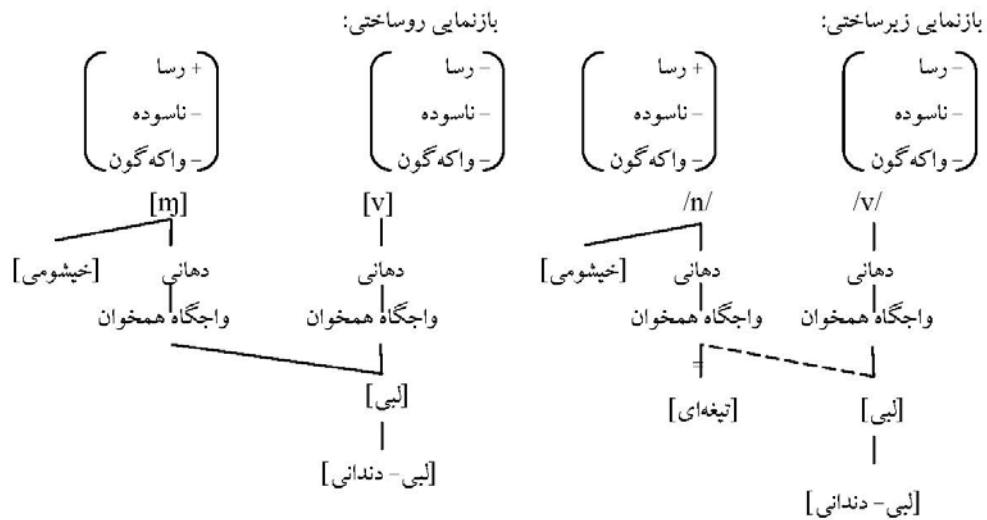 بازنمایی زیرساختی: بازنمایی روساختی:
– رسا + رسا – رسا + رسا
– ناسوده – ناسوده – ناسوده – ناسوده
– واکه‌گون – واکه‌گون – واکه‌گون – واکه‌گون
/v/ /n/ [v] [ɱ]
دهانی دهانی [خیشومی] دهانی دهانی [خیشومی]
واجگاه همخوان واجگاه همخوان واجگاه همخوان واجگاه همخوان
[لبی] [تیغه‌ای] [لبی]
[لبی– دندانی] [لبی– دندانی]